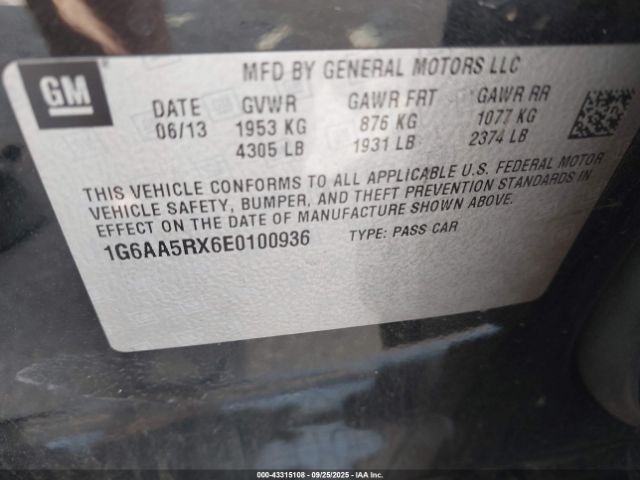 GM
MFD BY GENERAL MOTORS LLC
DATE GVWR GAWR FRT GAWR RR
06/13 1953 KG 876 KG 1077 KG
4305 LB 1931 LB 2374 LB
THIS VEHICLE CONFORMS TO ALL APPLICABLE U.S. FEDERAL MOTOR
VEHICLE SAFETY, BUMPER, AND THEFT PREVENTION STANDARDS IN
EFFECT ON THE DATE OF MANUFACTURE SHOWN ABOVE.
1G6AA5RX6E0100936 TYPE: PASS CAR
000-43315108 - 09/25/2025 - IAAI.com